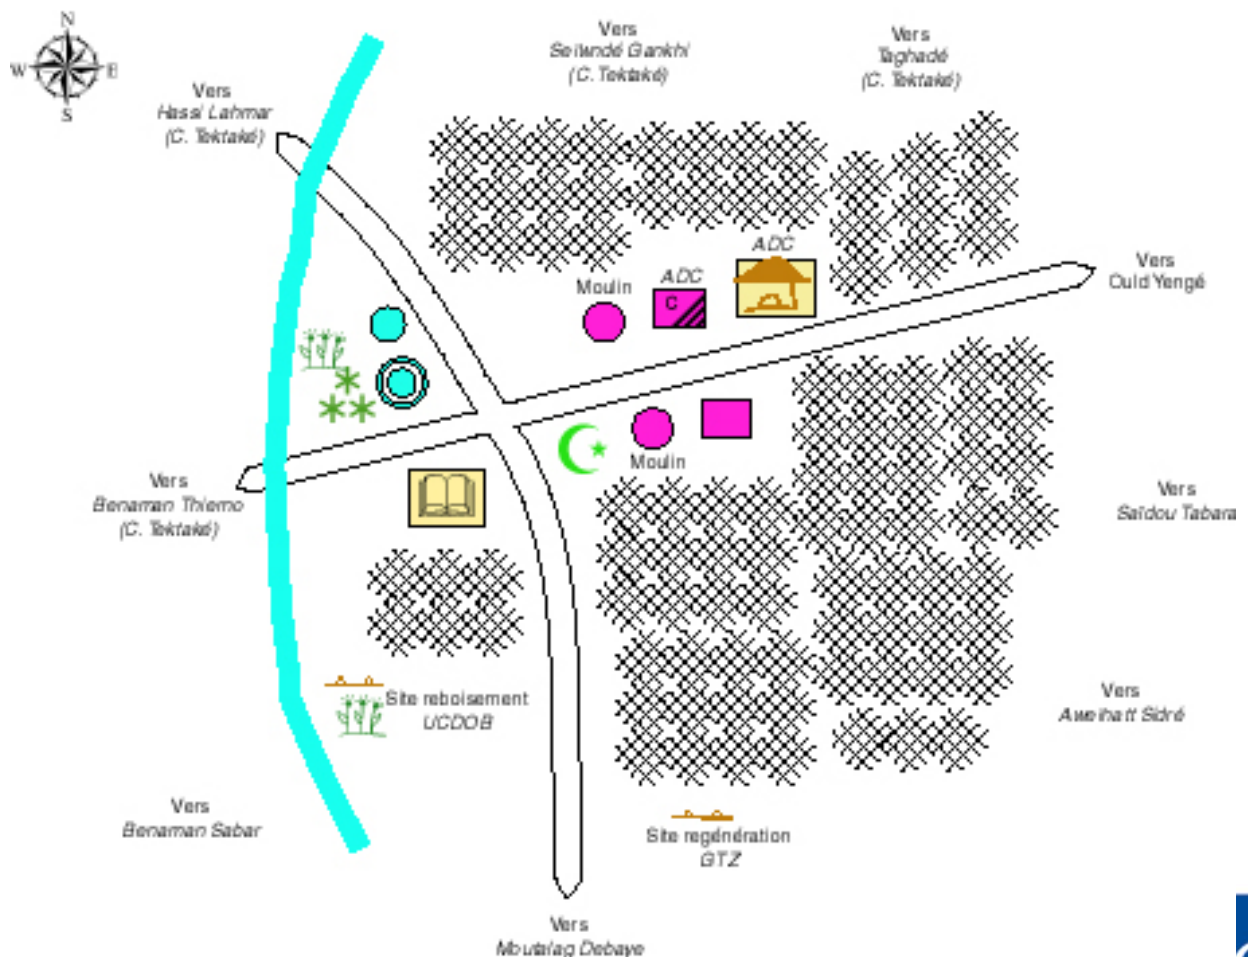 N
W E
S
Vers
Hassi Lahmar
(C. Tektaké)
Vers
Seilundé Gankhi
(C. Tektaké)
Vers
Taghadé
(C. Tektaké)
ADC
ADC
C
Moulin
Vers
Ould Yengé
Moulin
Vers
Benaman Thierno
(C. Tektaké)
Vers
Saïdou Tabara
Site reboisement
UCDOB
Vers
Aweihatt Sidré
Vers
Benaman Sabar
Site regénération
GTZ
Vers
Moutalag Debaye